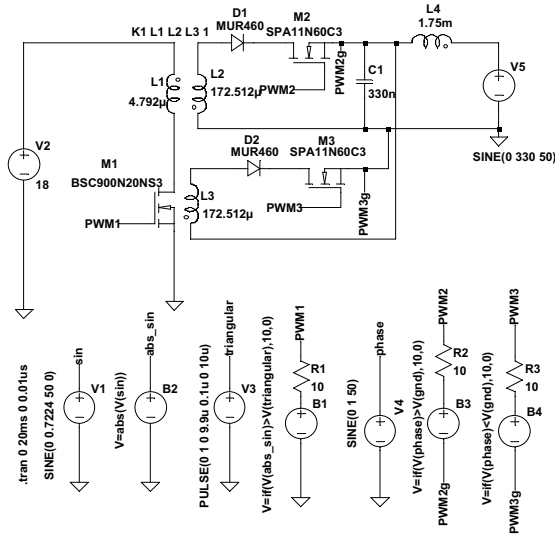 D1
MUR460
M2
SPA11N60C3
L4
1.75m
K1 L1 L2 L3 1
L1
4.792µ
L2
172.512µ
PWM2
PWM2g
C1
330n
V5
SINE(0 330 50)
V2
18
M1
BSC900N20NS3
PWM1
D2
MUR460
M3
SPA11N60C3
L3
172.512µ
PWM3
PWM3g
.tran 0 20ms 0 0.01us
SINE(0 0.7224 50 0)
sin
V1
V=abs(V(sin))
abs_sin
B2
PULSE(0 1 0 9.9u 0.1u 0 10u)
triangular
V3
V=if(V(abs_sin)>V(triangular),10,0)
PWM1
R1
10
B1
SINE(0 1 50)
phase
V4
V=if(V(phase)>V(gnd),10,0)
PWM2
R2
10
B3
PWM2g
V=if(V(phase)<V(gnd),10,0)
PWM3
R3
10
B4
PWM3g